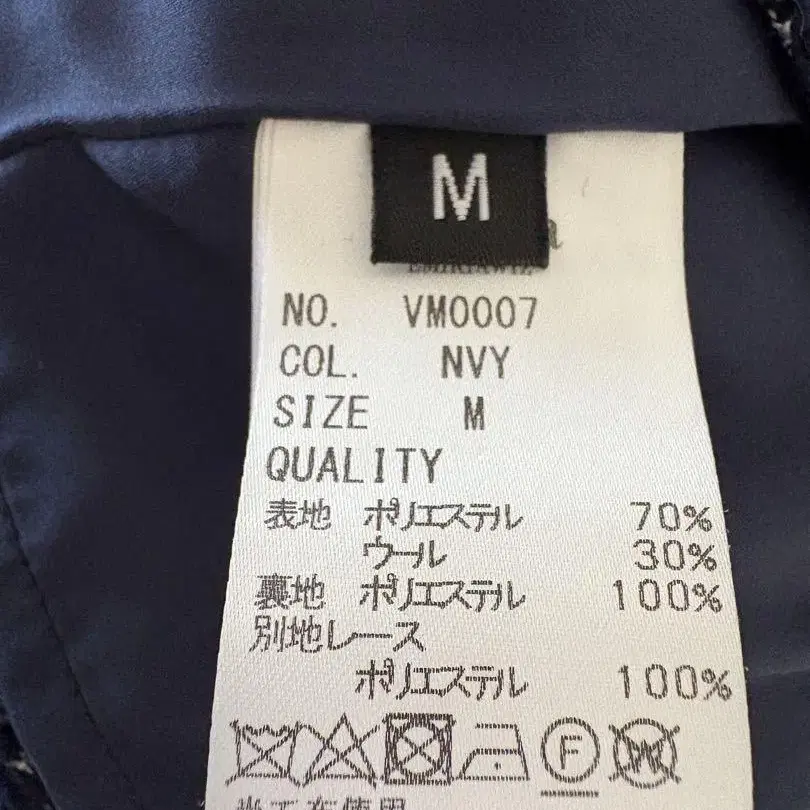 M
NO. VM0007
COL. NVY
SIZE M
QUALITY
表地 ポリエステル 70%
ウール 30%
裏地 ポリエステル 100%
別地レース
ポリエステル 100%
F
W